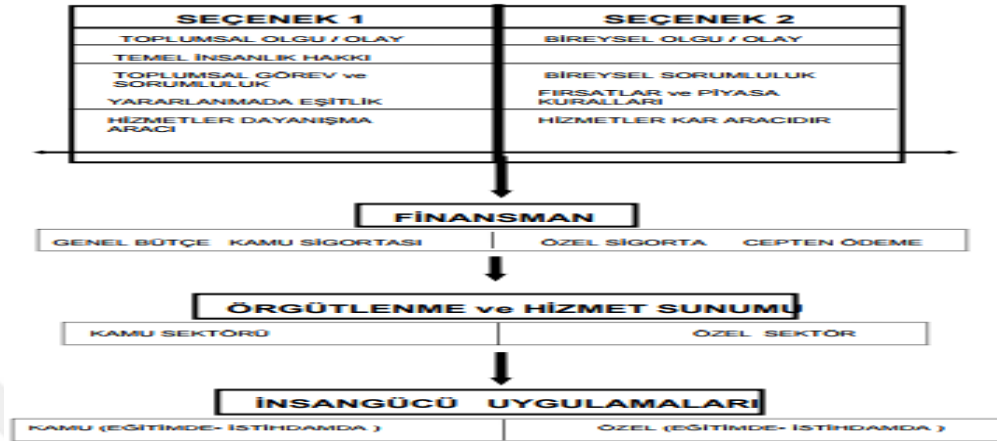 SEÇENEK 1
SEÇENEK 2
TOPLUMSAL OLGU / OLAY
BİREYSEL OLGU / OLAY
TEMEL İNSANLIK HAKKI
TOPLUMSAL GÖREV ve
SORUMLULUK
BİREYSEL SORUMLULUK
YARARLANMADA EŞİTLİK
FIRSATLAR ve PİYASA
KURALLARI
HİZMETLER DAYANIŞMA
ARACI
HİZMETLER KAR ARACIDIR
FİNANSMAN
GENEL BÜTÇE KAMU SİGORTASI
ÖZEL SİGORTA CEPTEN ÖDEME
ÖRGÜTLENME ve HİZMET SUNUMU
KAMU SEKTÖRÜ
ÖZEL SEKTÖR
İNSANGÜCÜ UYGULAMALARI
KAMU (EĞİTİMDE- İSTİHDAMDA )
ÖZEL (EĞİTİMDE- İSTİHDAMDA )